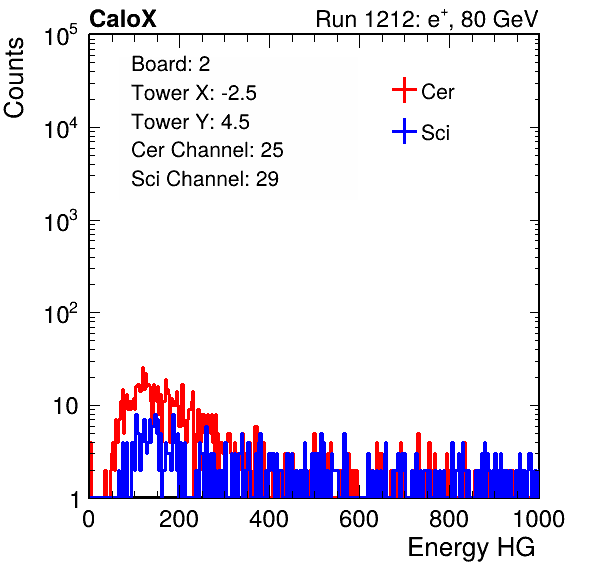 CaloX Run 1212: e⁺, 80 GeV
Counts
10⁵
10⁴
10³
10²
10
1
Board: 2
Tower X: -2.5
Tower Y: 4.5
Cer Channel: 25
Sci Channel: 29
Cer
Sci
0 200 400 600 800 1000
Energy HG